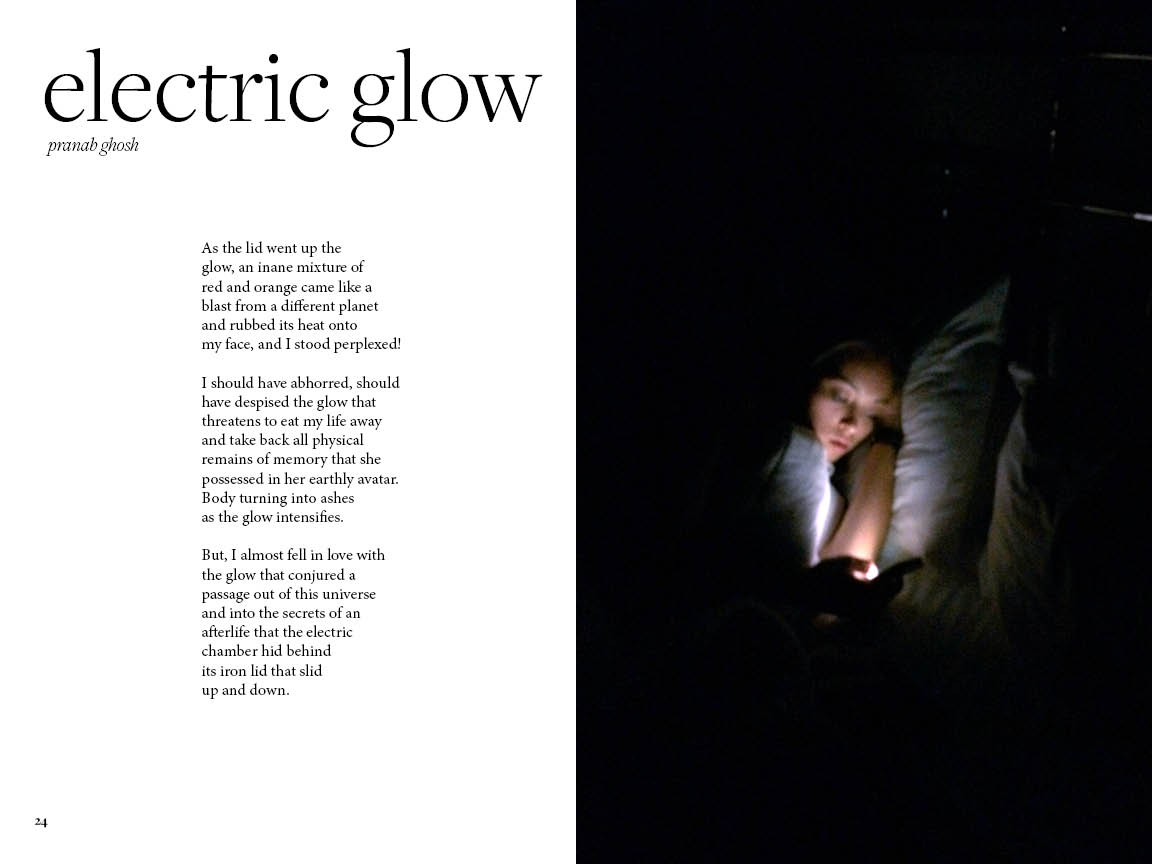 electric glow
pranab ghosh
As the lid went up the
glow, an inane mixture of
red and orange came like a
blast from a different planet
and rubbed its heat onto
my face, and I stood perplexed!
I should have abhorred, should
have despised the glow that
threatens to eat my life away
and take back all physical
remains of memory that she
possessed in her earthly avatar.
Body turning into ashes
as the glow intensifies.
But, I almost fell in love with
the glow that conjured a
passage out of this universe
and into the secrets of an
afterlife that the electric
chamber hid behind
its iron lid that slid
up and down.
24